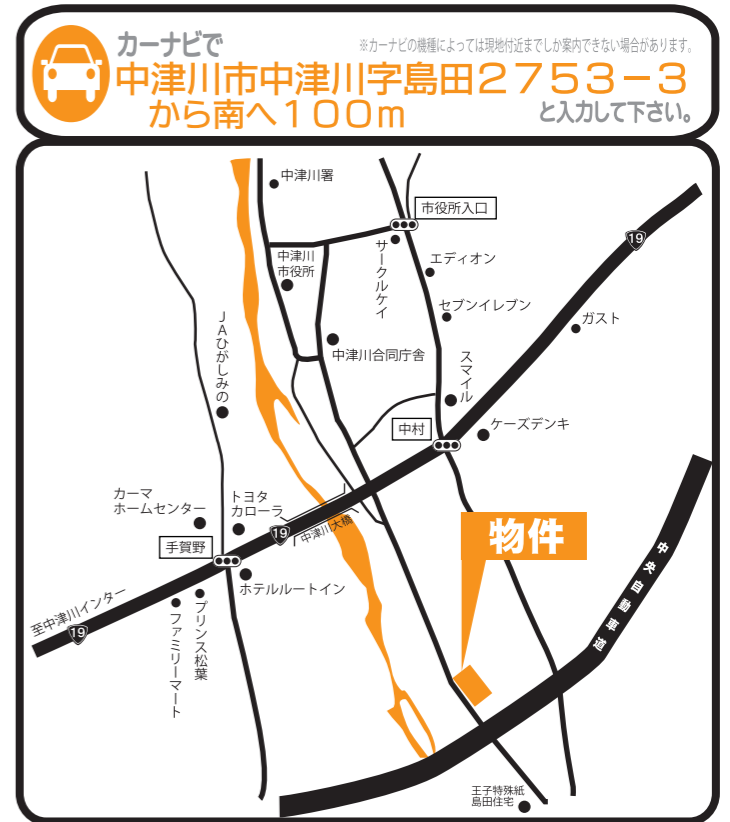 カーナビで
※カーナビの機種によっては現地付近までしか案内できない場合があります。
中津川市中津川字島田2753-3
から南へ100m
と入力して下さい。
中津川署
市役所入口
19
中津川
市役所
サークルケイ
エディオン
セブンイレブン
ガスト
JAひがしみの
中津川合同庁舎
スマイル
中村
ケーズデンキ
カーマ
ホームセンター
トヨタ
カローラ
19
中津川大橋
手賀野
物件
中央自動車道
ホテルルートイン
至中津川インター
19
プリンス松葉
ファミリーマート
王子特殊紙
島田住宅